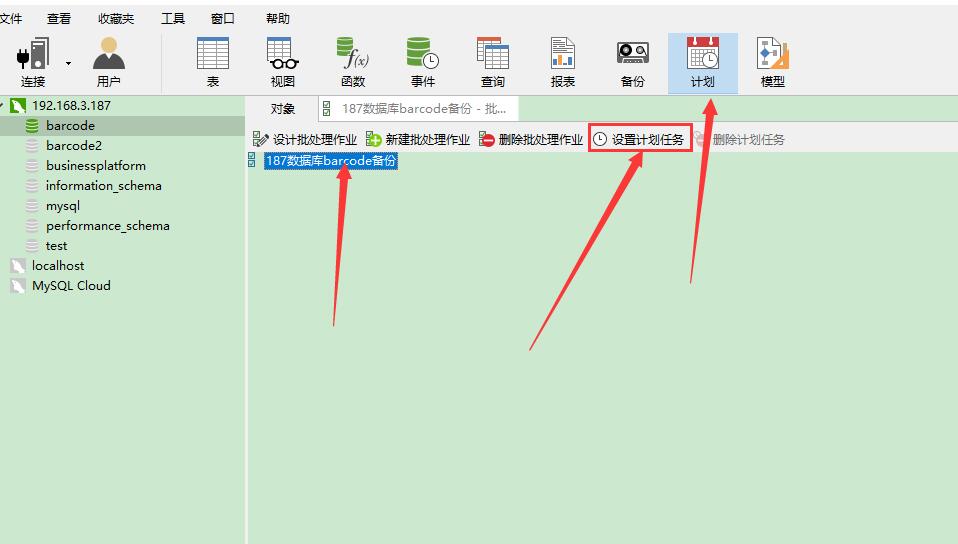 文件 查看 收藏夹 工具 窗口 帮助
连接 用户 表 视图 函数 事件 查询 报表 备份 计划 模型
192.168.3.187
barcode
barcode2
businessplatform
information_schema
mysql
performance_schema
test
localhost
MySQL Cloud
对象 187数据库barcode备份 - 批...
设计批处理作业 新建批处理作业 删除批处理作业 设置计划任务 删除计划任务
187数据库barcode备份